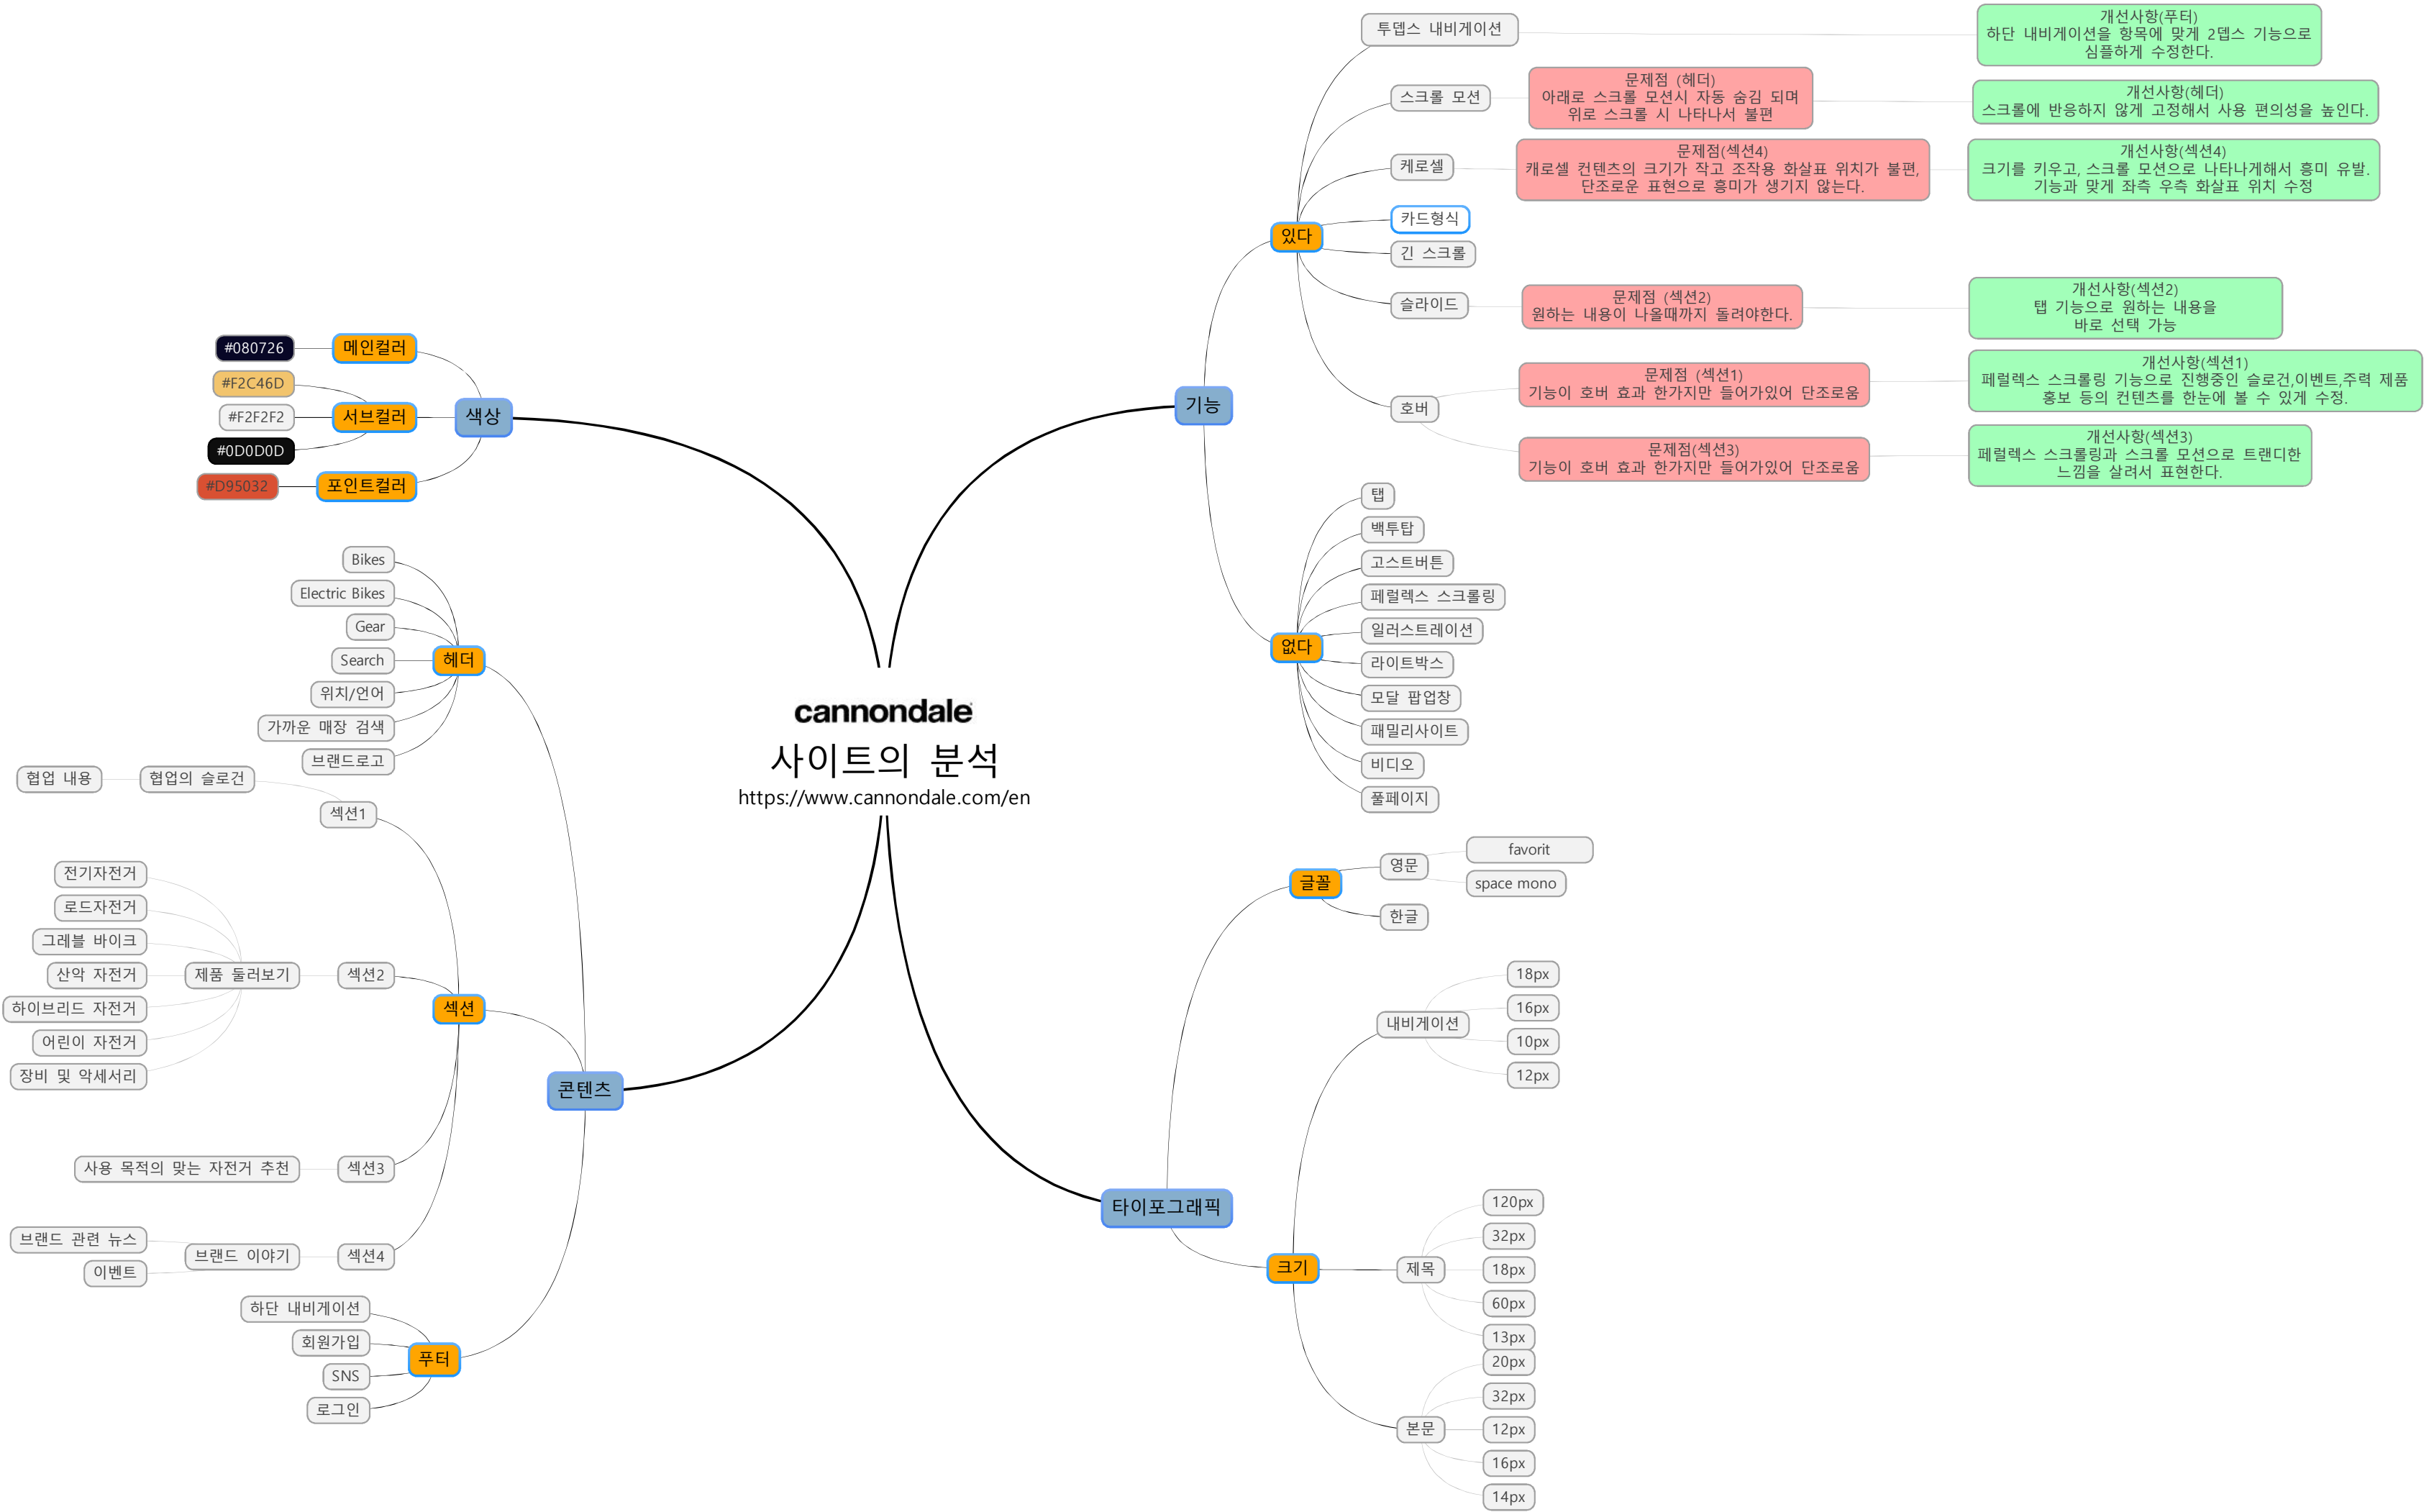 cannondale
사이트의 분석
https://www.cannondale.com/en
기능
있다
투뎁스 내비게이션
개선사항(푸터)
하단 내비게이션을 항목에 맞게 2뎁스 기능으로
심플하게 수정한다.
스크롤 모션
문제점 (헤더)
아래로 스크롤 모션시 자동 숨김 되며
위로 스크롤 시 나타나서 불편
개선사항(헤더)
스크롤에 반응하지 않게 고정해서 사용 편의성을 높인다.
케로셀
문제점(섹션4)
캐로셀 컨텐츠의 크기가 작고 조작용 화살표 위치가 불편,
단조로운 표현으로 흥미가 생기지 않는다.
개선사항(섹션4)
크기를 키우고, 스크롤 모션으로 나타나게해서 흥미 유발.
기능과 맞게 좌측 우측 화살표 위치 수정
카드형식
긴 스크롤
슬라이드
문제점 (섹션2)
원하는 내용이 나올때까지 돌려야한다.
개선사항(섹션2)
탭 기능으로 원하는 내용을
바로 선택 가능
호버
문제점 (섹션1)
기능이 호버 효과 한가지만 들어가있어 단조로움
개선사항(섹션1)
페럴렉스 스크롤링 기능으로 진행중인 슬로건,이벤트,주력 제품
홍보 등의 컨텐츠를 한눈에 볼 수 있게 수정.
문제점(섹션3)
기능이 호버 효과 한가지만 들어가있어 단조로움
개선사항(섹션3)
페럴렉스 스크롤링과 스크롤 모션으로 트랜디한
느낌을 살려서 표현한다.
없다
탭
백투탑
고스트버튼
페럴렉스 스크롤링
일러스트레이션
라이트박스
모달 팝업창
패밀리사이트
비디오
풀페이지
타이포그래픽
글꼴
영문
favorit
space mono
한글
크기
내비게이션
18px
16px
10px
12px
제목
120px
32px
18px
60px
13px
본문
20px
32px
12px
16px
14px
색상
메인컬러
#080726
서브컬러
#F2C46D
#F2F2F2
#0D0D0D
포인트컬러
#D95032
콘텐츠
헤더
Bikes
Electric Bikes
Gear
Search
위치/언어
가까운 매장 검색
브랜드로고
섹션
섹션1
협업의 슬로건
협업 내용
섹션2
제품 둘러보기
전기자전거
로드자전거
그레블 바이크
산악 자전거
하이브리드 자전거
어린이 자전거
장비 및 악세서리
섹션3
사용 목적의 맞는 자전거 추천
섹션4
브랜드 이야기
브랜드 관련 뉴스
이벤트
푸터
하단 내비게이션
회원가입
SNS
로그인